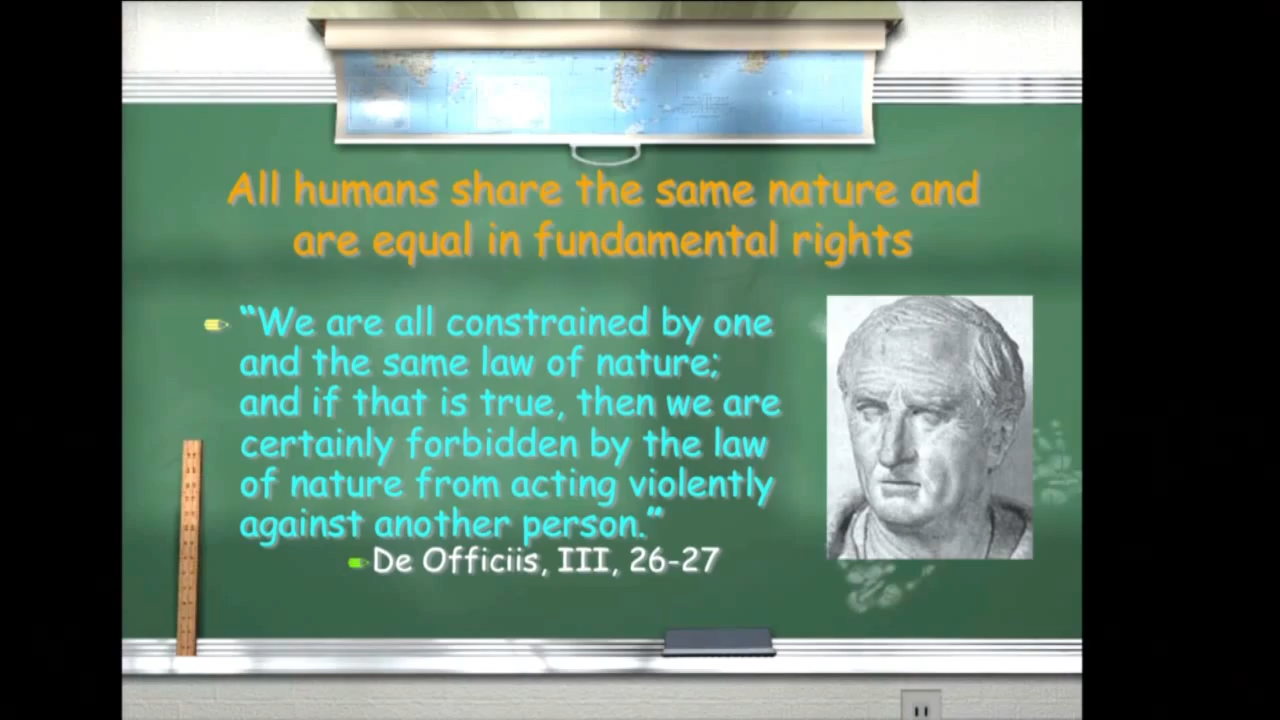 All humans share the same nature and
are equal in fundamental rights
“We are all constrained by one
and the same law of nature;
and if that is true, then we are
certainly forbidden by the law
of nature from acting violently
against another person.”
De Officiis, III, 26-27